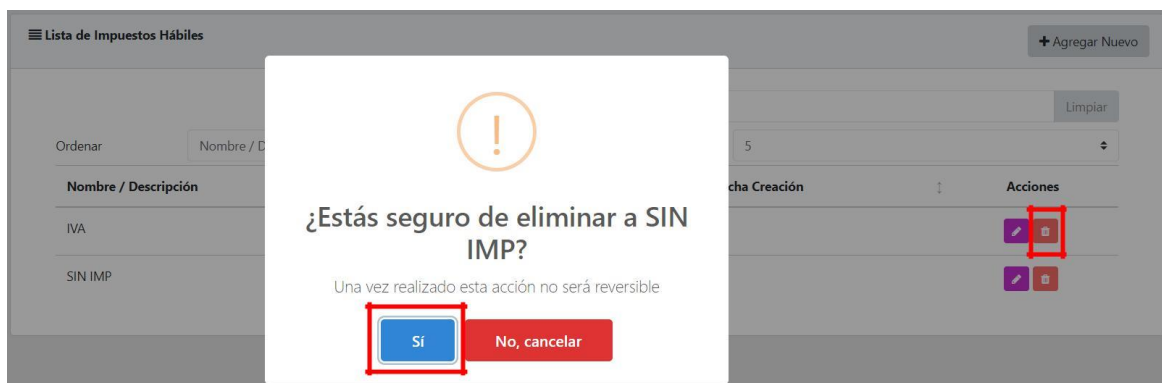 Lista de Impuestos Hábiles
+ Agregar Nuevo
Limpiar
Ordenar
Nombre / D
5
Nombre / Descripción
cha Creación
Acciones
IVA
SIN IMP
¿Estás seguro de eliminar a SIN
IMP?
Una vez realizado esta acción no será reversible
Sí
No, cancelar